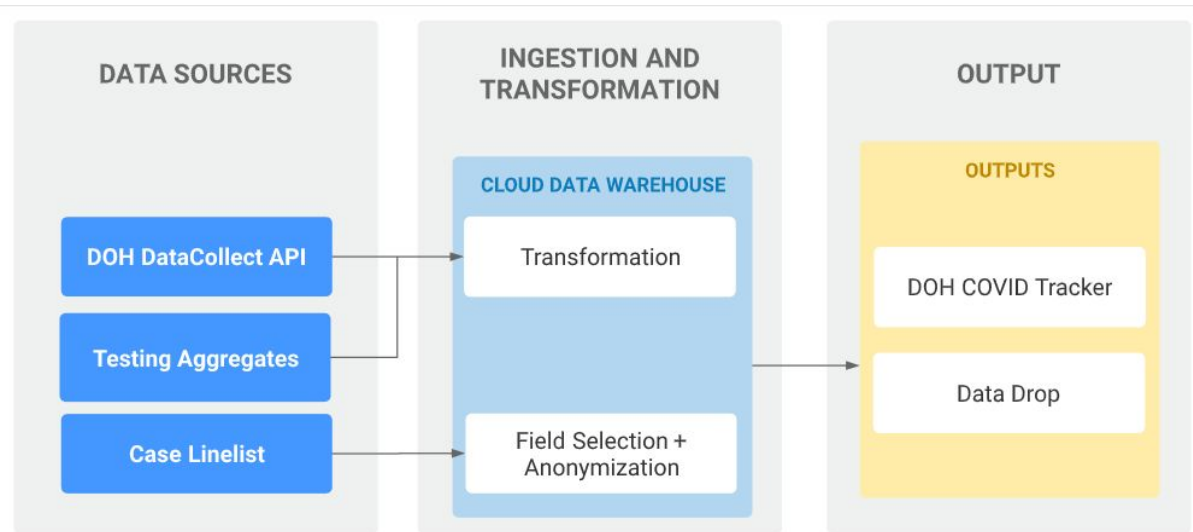 DATA SOURCES
DOH DataCollect API
Testing Aggregates
Case Linelist
INGESTION AND
TRANSFORMATION
CLOUD DATA WAREHOUSE
Transformation
Field Selection +
Anonymization
OUTPUT
OUTPUTS
DOH COVID Tracker
Data Drop